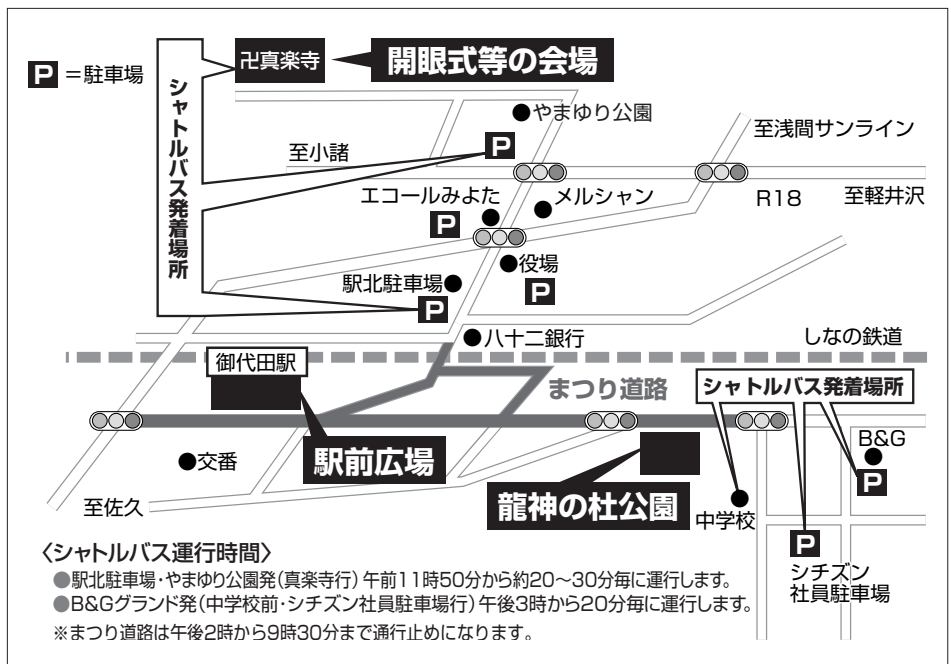 卍真楽寺
開眼式等の会場
P=駐車場
シャトルバス発着場所
やまゆり公園
P
至浅間サンライン
至小諸
R18
至軽井沢
エコールみよた
メルシャン
P
役場
駅北駐車場
P
P
八十二銀行
しなの鉄道
御代田駅
まつり道路
シャトルバス発着場所
駅前広場
B&G
交番
P
龍神の杜公園
中学校
至佐久
P
シチズン
社員駐車場
〈シャトルバス運行時間〉
●駅北駐車場・やまゆり公園発(真楽寺行)午前11時50分から約20〜30分毎に運行します。
●B&Gグランド発(中学校前・シチズン社員駐車場行)午後3時から20分毎に運行します。
※まつり道路は午後2時から9時30分まで通行止めになります。